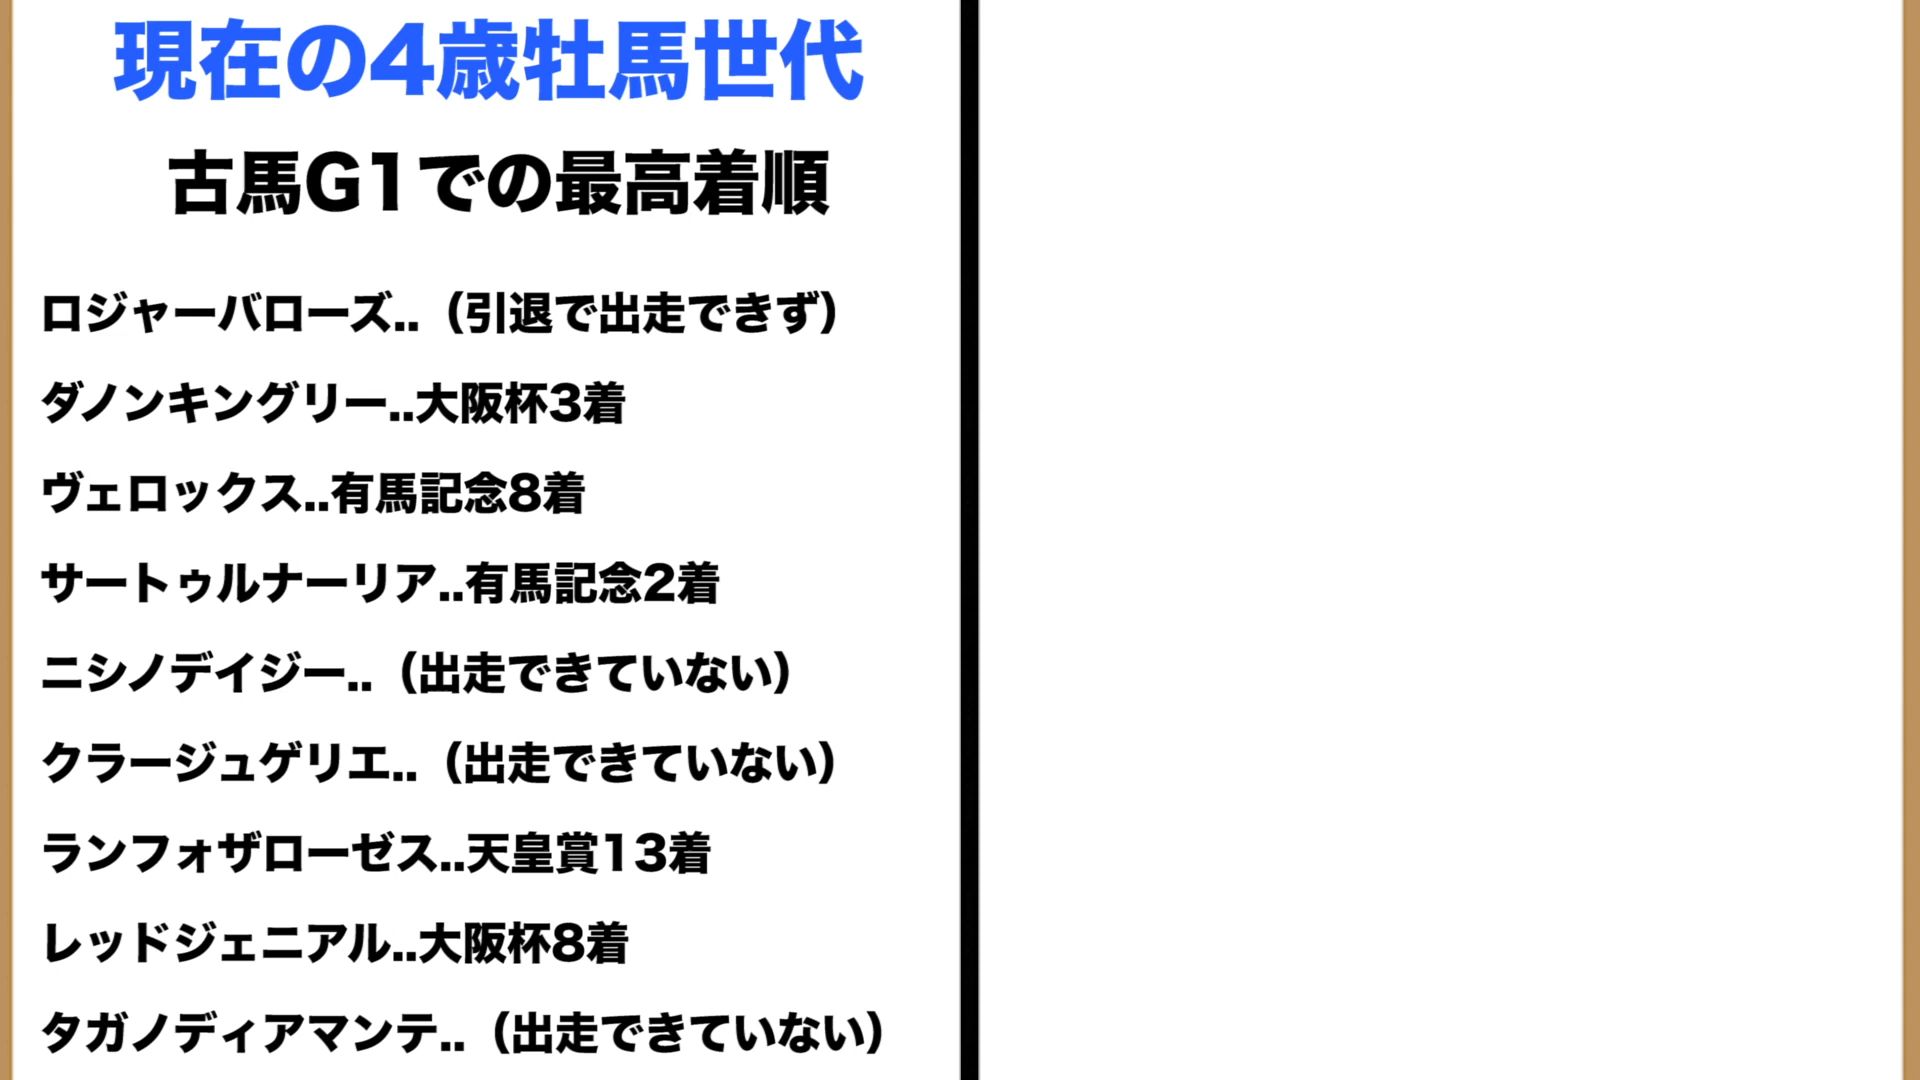 現在の4歳牡馬世代
古馬G1での最高着順
ロジャーバローズ..（引退で出走できず）
ダノンキングリー..大阪杯3着
ヴェロックス..有馬記念8着
サートゥルナーリア..有馬記念2着
ニシノデイジー..（出走できていない）
クラージュゲリエ..（出走できていない）
ランフォザローゼス..天皇賞13着
レッドジェニアル..大阪杯8着
タガノディアマンテ..（出走できていない）